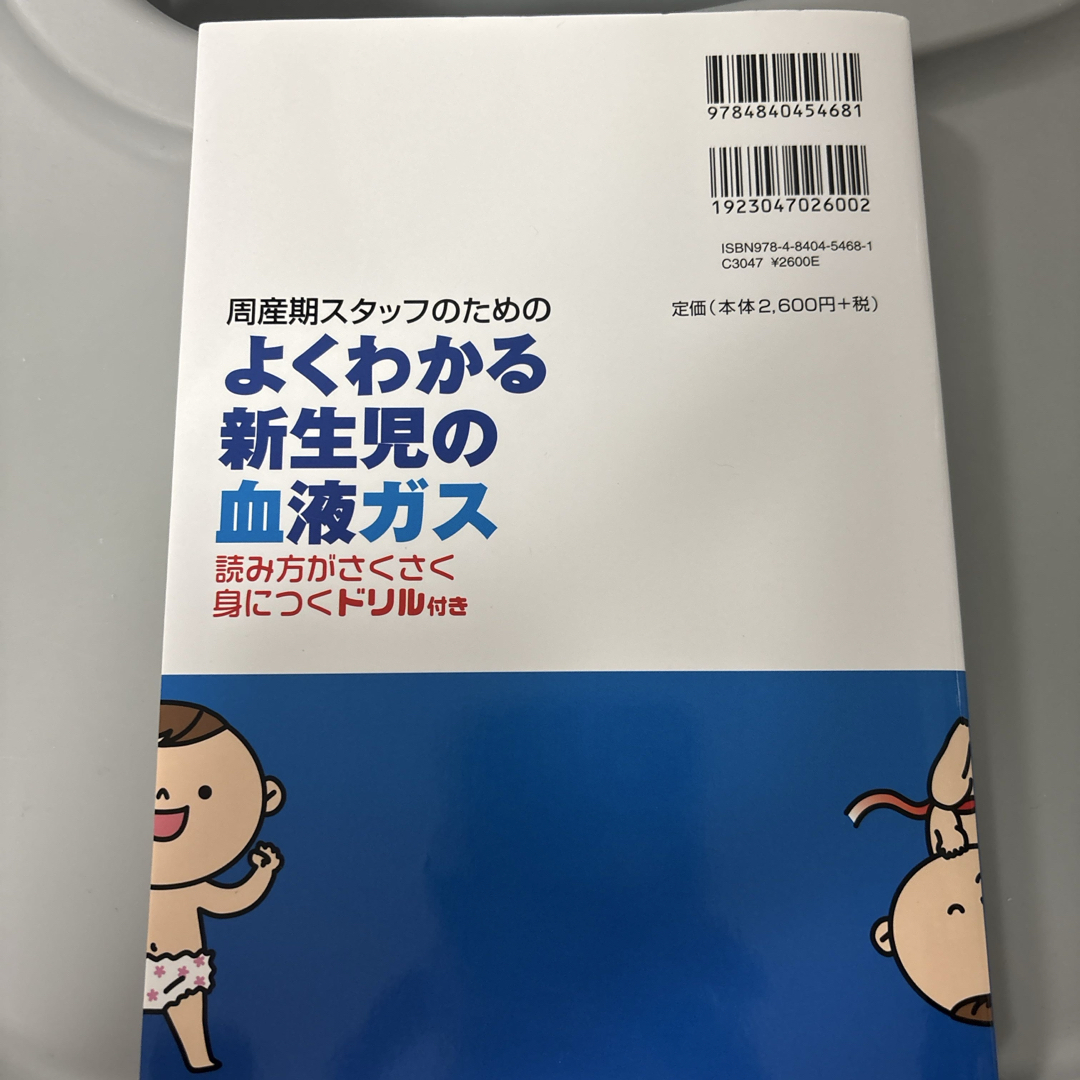 9784840454681
1923047026002
ISBN978-4-8404-5468-1
C3047 ¥2600E
定価(本体2,600円+税)
周産期スタッフのための
よくわかる
新生児の
血液ガス
読み方がさくさく
身につくドリル付き